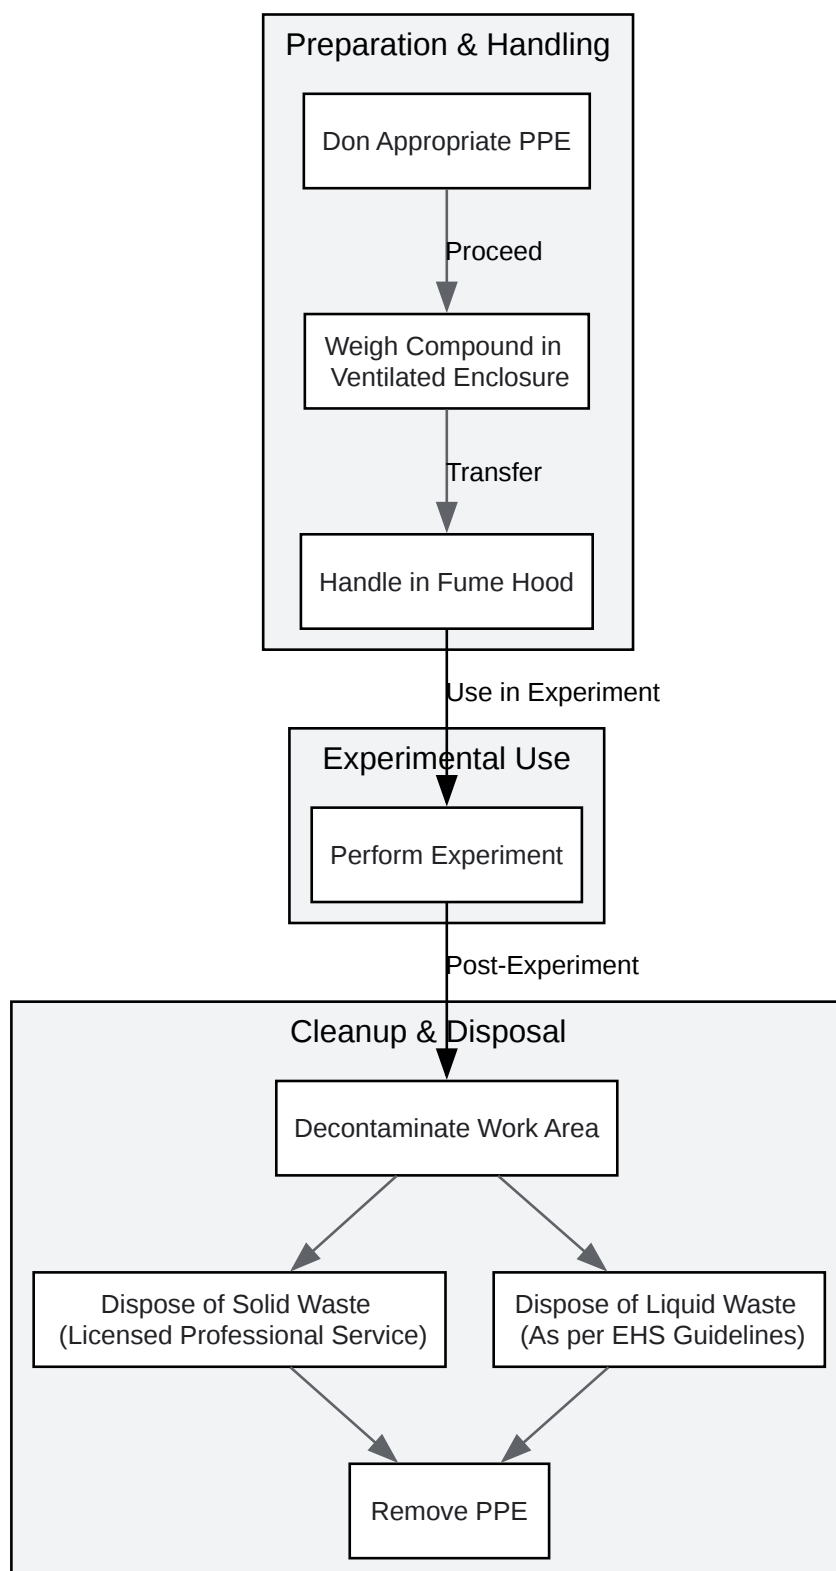 Preparation & Handling
Don Appropriate PPE
Proceed
Weigh Compound in
Ventilated Enclosure
Transfer
Handle in Fume Hood
Use in Experiment
Experimental Use
Perform Experiment
Post-Experiment
Cleanup & Disposal
Decontaminate Work Area
Dispose of Solid Waste
(Licensed Professional Service)
Dispose of Liquid Waste
(As per EHS Guidelines)
Remove PPE